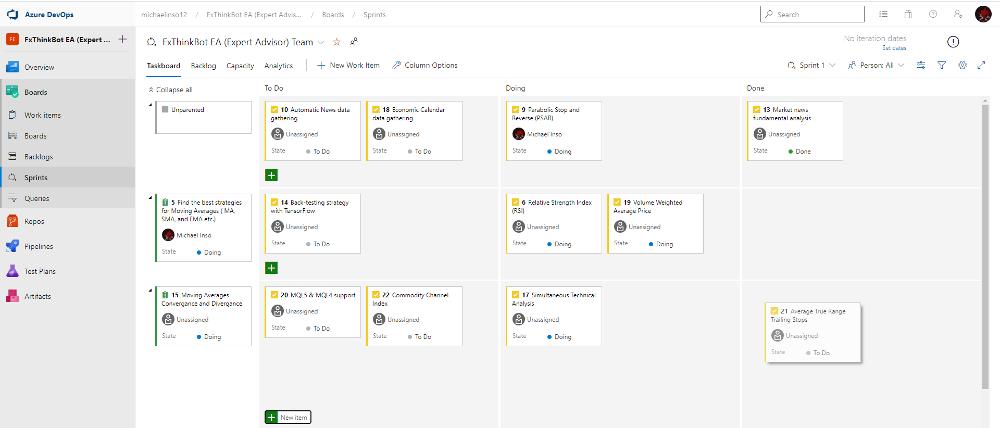 Azure DevOps
michaelinso12 / FxThinkBot EA (Expert Advis... / Boards / Sprints
Search
FE FxThinkBot EA (Expert ...
Overview
Boards
Work items
Boards
Backlogs
Sprints
Queries
Repos
Pipelines
Test Plans
Artifacts
FxThinkBot EA (Expert Advisor) Team
No iteration dates
Set dates
Taskboard Backlog Capacity Analytics New Work Item Column Options
Sprint 1 Person: All
Collapse all
To Do
Doing
Done
Unparented
10 Automatic News data
gathering
Unassigned
State To Do
18 Economic Calendar
data gathering
Unassigned
State To Do
9 Parabolic Stop and
Reverse (PSAR)
Michael Inso
State Doing
13 Market news
fundamental analysis
Unassigned
State Done
5 Find the best strategies
for Moving Averages ( MA,
SMA, and EMA etc.)
Michael Inso
State Doing
14 Back-testing strategy
with TensorFlow
Unassigned
State To Do
6 Relative Strength Index
(RSI)
Unassigned
State Doing
19 Volume Weighted
Average Price
Unassigned
State Doing
15 Moving Averages
Convergance and Divergance
Unassigned
State Doing
20 MQL5 & MQL4 support
Unassigned
State To Do
22 Commodity Channel
Index
Unassigned
State To Do
17 Simultaneous Technical
Analysis
Unassigned
State Doing
21 Average True Range
Trailing Stops
Unassigned
State To Do
New item